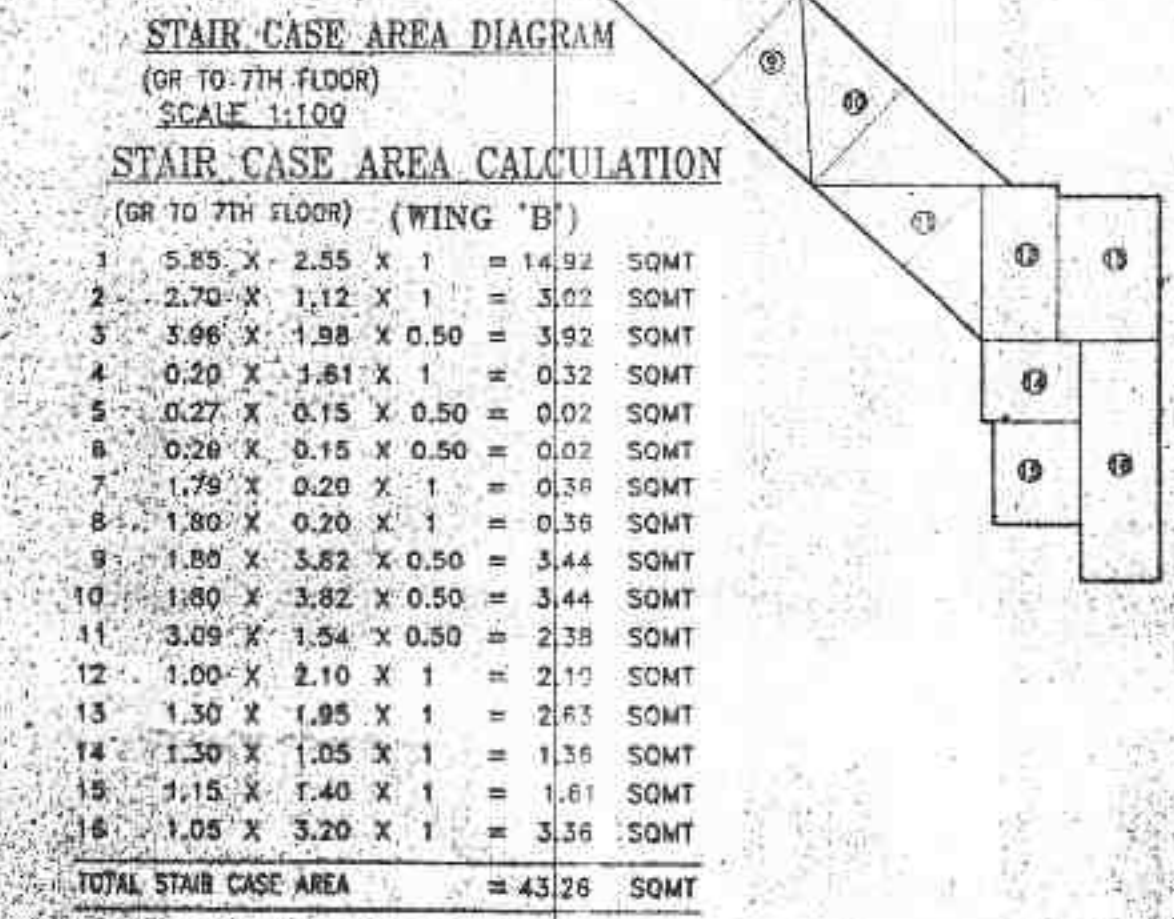 STAIR CASE AREA DIAGRAM
(GR TO 7TH FLOOR)
SCALE 1:100
STAIR CASE AREA CALCULATION
(GR TO 7TH FLOOR) (WING 'B')
1 5.85 X 2.55 X 1 = 14.92 SQMT
2 2.70 X 1.12 X 1 = 3.02 SQMT
3 3.96 X 1.98 X 0.50 = 3.92 SQMT
4 0.20 X 1.61 X 1 = 0.32 SQMT
5 0.27 X 0.15 X 0.50 = 0.02 SQMT
6 X 0.15 X 0.50 = 0.02 SQMT
7 1.79 X 0.20 X 1 = SQMT
8 1.80 X 0.20 X 1 = 0.36 SQMT
9 1.80 X 3.82 X 0.50 = 3.44 SQMT
10 1.80 X 3.82 X 0.50 = 3.44 SQMT
11 3.09 X 1.54 X 0.50 = 2.38 SQMT
12 1.00 X 2.10 X 1 = 2.10 SQMT
13 1.30 X 1.95 X 1 = 2.63 SQMT
14 1.30 X 1.05 X 1 = 1.36 SQMT
15 1.15 X 1.40 X 1 = 1.61 SQMT
16 1.05 X 3.20 X 1 = 3.36 SQMT
TOTAL STAIR CASE AREA = 43.26 SQMT
9
10
11
12
13
14
15
16